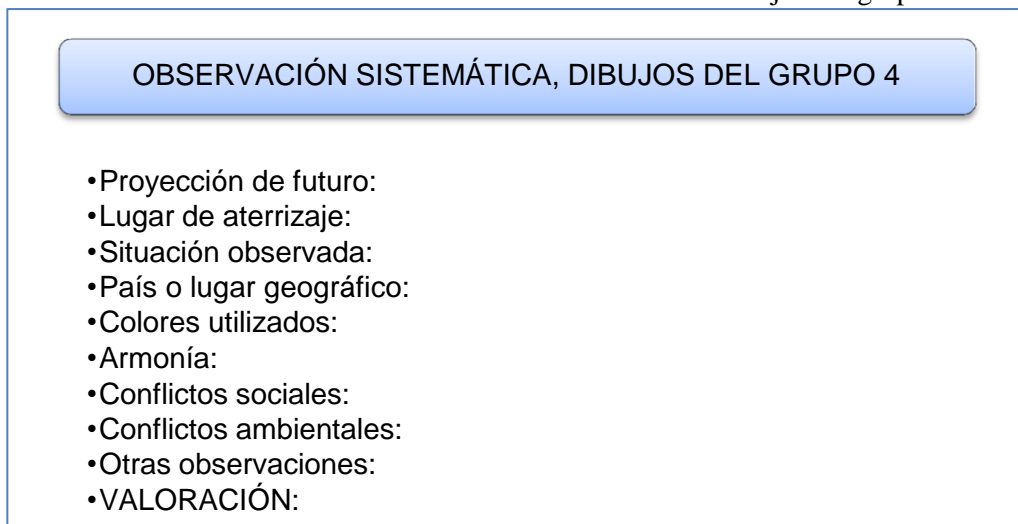 OBSERVACIÓN SISTEMÁTICA, DIBUJOS DEL GRUPO 4
•Proyección de futuro:
•Lugar de aterrizaje:
•Situación observada:
•País o lugar geográfico:
•Colores utilizados:
•Armonía:
•Conflictos sociales:
•Conflictos ambientales:
•Otras observaciones:
•VALORACIÓN: